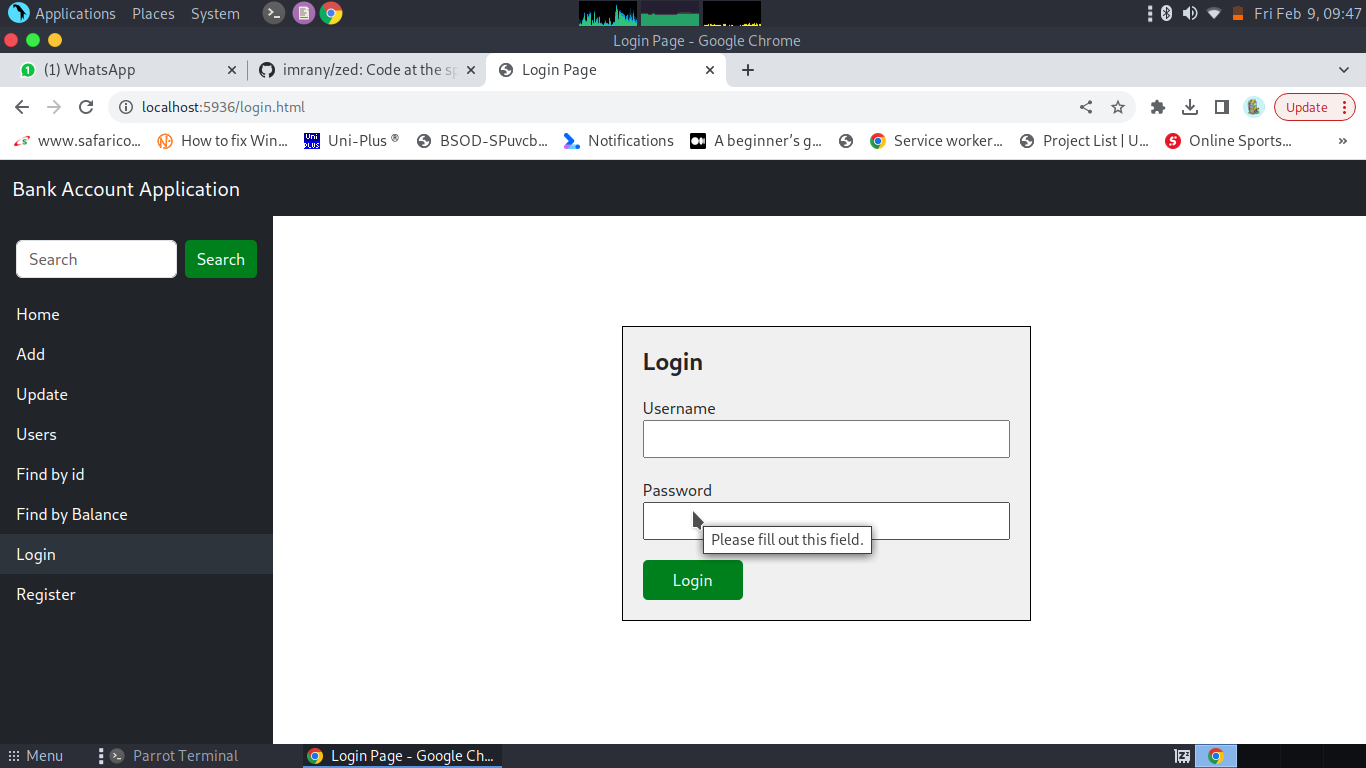 Applications Places System Fri Feb 9, 09:47
Login Page - Google Chrome
1 (1) WhatsApp imrany/zed: Code at the sp Login Page
localhost:5936/login.html Update
www.safarico... How to fix Win... Uni PLUS Uni-Plus ® BSOD-SPuvcb... Notifications A beginner’s g... Service worker... Project List | U... S Online Sports... »
Bank Account Application
Search Search
Home
Add
Update
Users
Find by id
Find by Balance
Login
Register
Login
Username
Password
Please fill out this field.
Login
Menu Parrot Terminal Login Page - Google Ch...